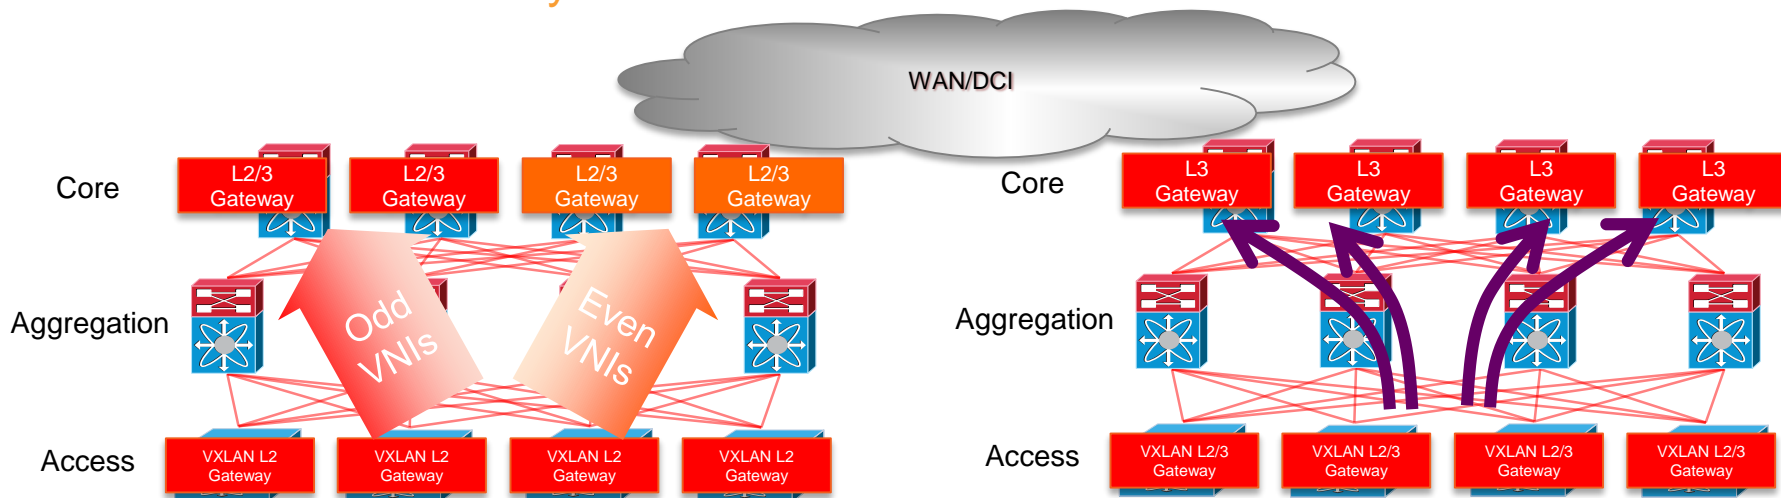 WAN/DCI
Core
L2/3
Gateway
L2/3
Gateway
L2/3
Gateway
L2/3
Gateway
Core
L3
Gateway
L3
Gateway
L3
Gateway
L3
Gateway
Aggregation
Odd
VNIs
Even
VNIs
Aggregation
Access
VXLAN L2
Gateway
VXLAN L2
Gateway
VXLAN L2
Gateway
VXLAN L2
Gateway
Access
VXLAN L2/3
Gateway
VXLAN L2/3
Gateway
VXLAN L2/3
Gateway
VXLAN L2/3
Gateway